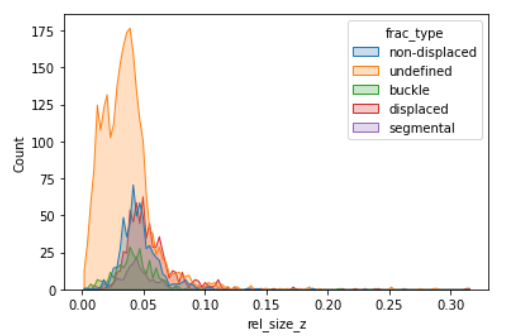 frac_type
non-displaced
undefined
buckle
displaced
segmental
Count
175
150
125
100
75
50
25
0
0.00 0.05 0.10 0.15 0.20 0.25 0.30
rel_size_z